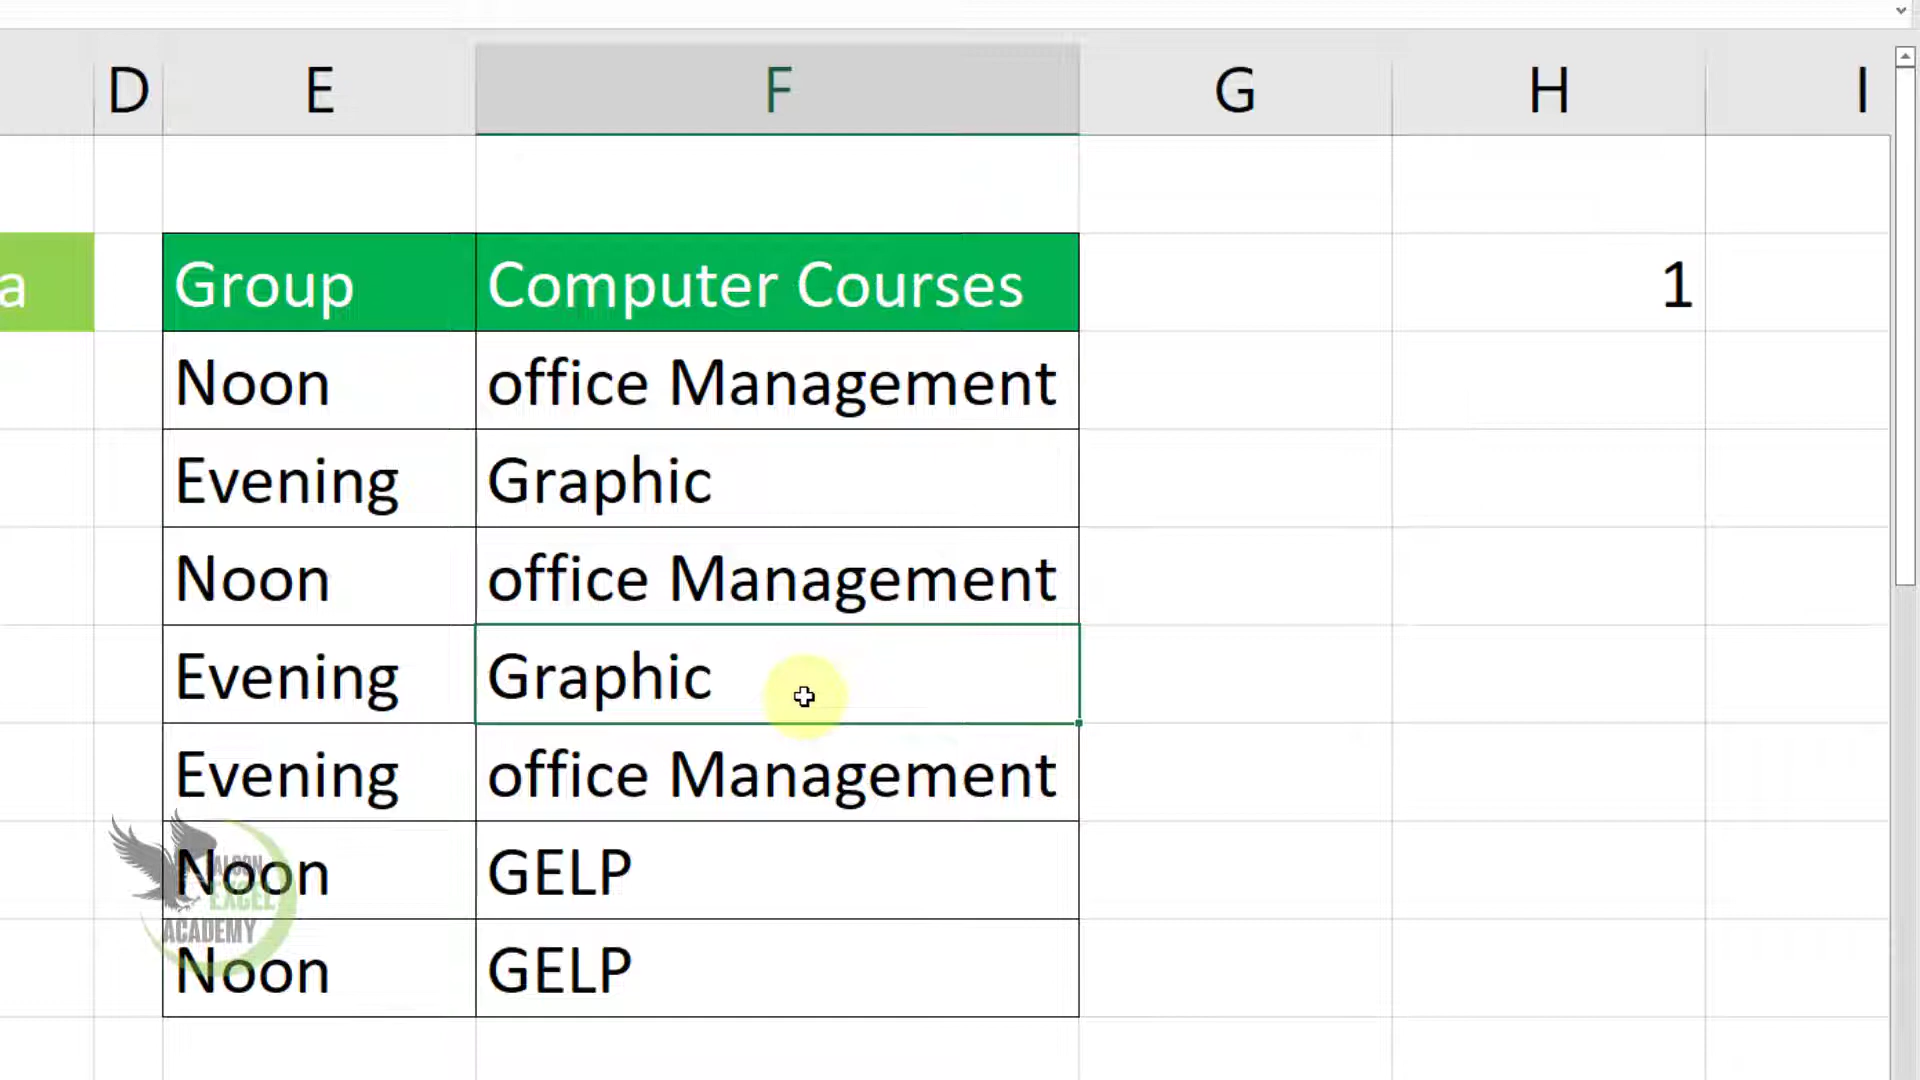 D E F G H I
a Group Computer Courses 1
Noon office Management
Evening Graphic
Noon office Management
Evening Graphic
Evening office Management
Noon GELP
Noon GELP
FALCON
EXCEL
ACADEMY